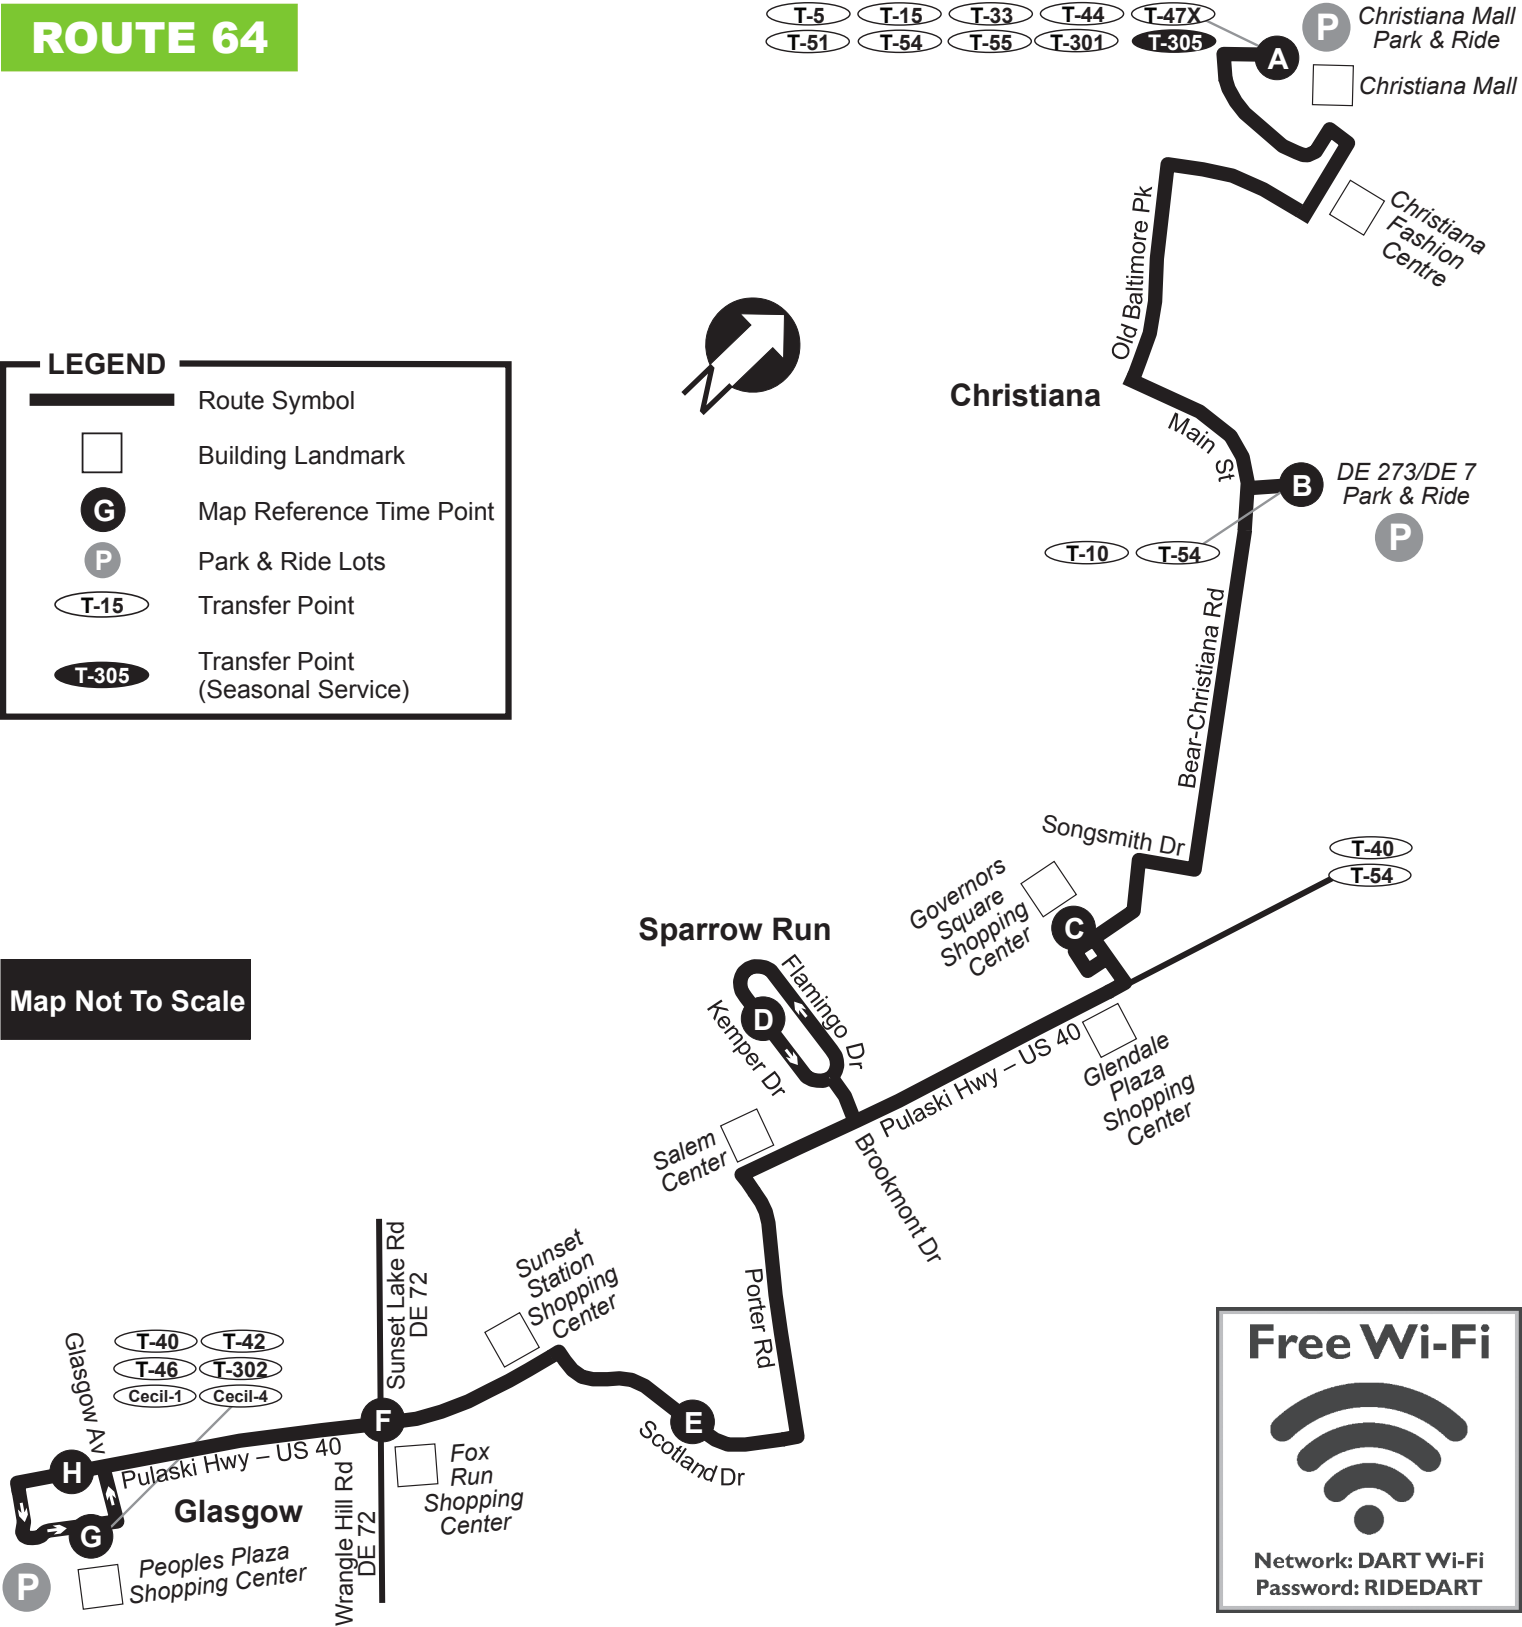 ROUTE 64
T-5 T-15 T-33 T-44 T-47X
T-51 T-54 T-55 T-301 T-305
A
P
Christiana Mall
Park & Ride
Christiana Mall
Christiana
Fashion
Centre
Old Baltimore Pk
Christiana
Main St
B
DE 273/DE 7
Park & Ride
P
T-10 T-54
Bear-Christiana Rd
LEGEND
Route Symbol
Building Landmark
G Map Reference Time Point
P Park & Ride Lots
T-15 Transfer Point
T-305 Transfer Point
(Seasonal Service)
Songsmith Dr
T-40
T-54
Governors
Square
Shopping
Center
C
Sparrow Run
Flamingo Dr
D
Kemper Dr
Map Not To Scale
Glendale
Plaza
Shopping
Center
Pulaski Hwy – US 40
Brookmont Dr
Salem
Center
Porter Rd
Sunset
Station
Shopping
Center
E
Scotland Dr
Sunset Lake Rd
DE 72
F
Fox
Run
Shopping
Center
Wrangle Hill Rd
DE 72
Glasgow Av
T-40 T-42
T-46 T-302
Cecil-1 Cecil-4
H
Pulaski Hwy – US 40
Glasgow
G
P
Peoples Plaza
Shopping Center
Free Wi-Fi
Network: DART Wi-Fi
Password: RIDEDART